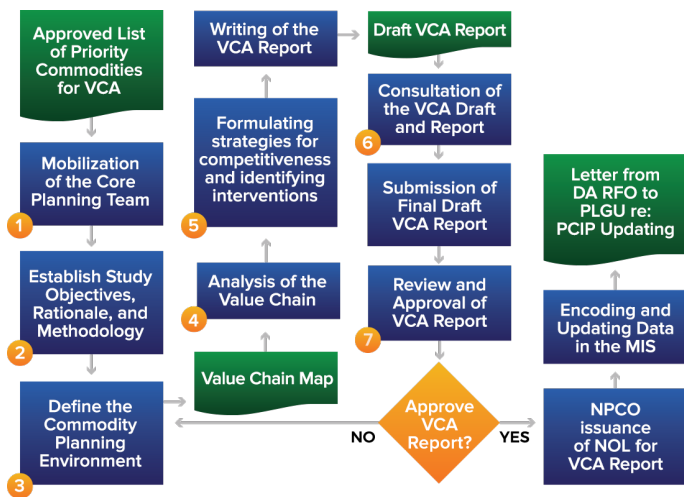 Approved List
of Priority
Commodities
for VCA
Mobilization
of the Core
Planning Team
1
Establish Study
Objectives,
Rationale, and
Methodology
2
Define the
Commodity
Planning
Environment
3
Value Chain Map
Analysis of the
Value Chain
4
Formulating
strategies for
competitiveness
and identifying
interventions
5
Writing of the
VCA Report
Draft VCA Report
Consultation of
the VCA Draft
and Report
6
Submission of
Final Draft
VCA Report
Review and
Approval of
VCA Report
7
Approve
VCA
Report?
NO
YES
NPCO
issuance
of NOL for
VCA Report
Encoding and
Updating Data
in the MIS
Letter from
DA RFO to
PLGU re:
PCIP Updating